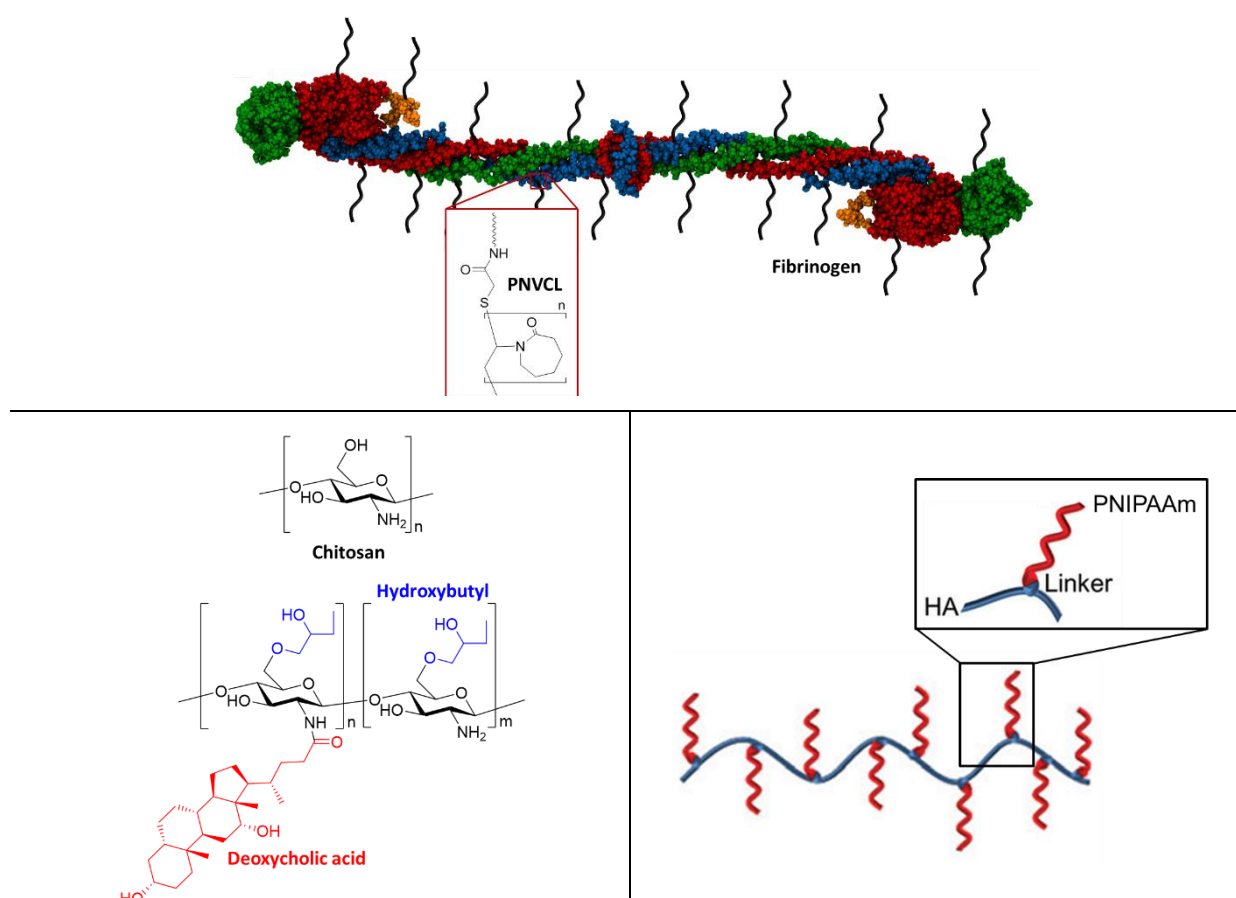 Fibrinogen
NH
O
PNVCL
S
n
O
N
OH
O
O
HO
NH2
n
Chitosan
Hydroxybutyl
HO
HO
O
O
O
O
O
O
HO
HO
NH
n
NH2
m
O
OH
Deoxycholic acid
HO
PNIPAAm
Linker
HA